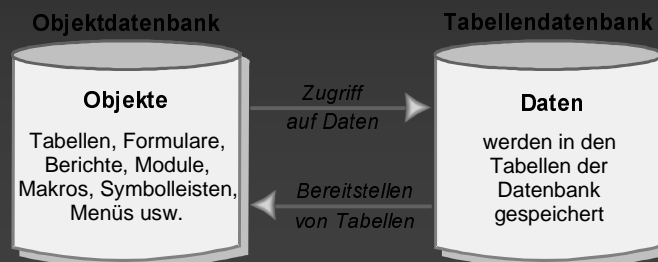 Objektdatenbank
Tabellendatenbank
Objekte
Tabellen, Formulare,
Berichte, Module,
Makros, Symbolleisten,
Menüs usw.
Zugriff
auf Daten
Bereitstellen
von Tabellen
Daten
werden in den
Tabellen der
Datenbank
gespeichert